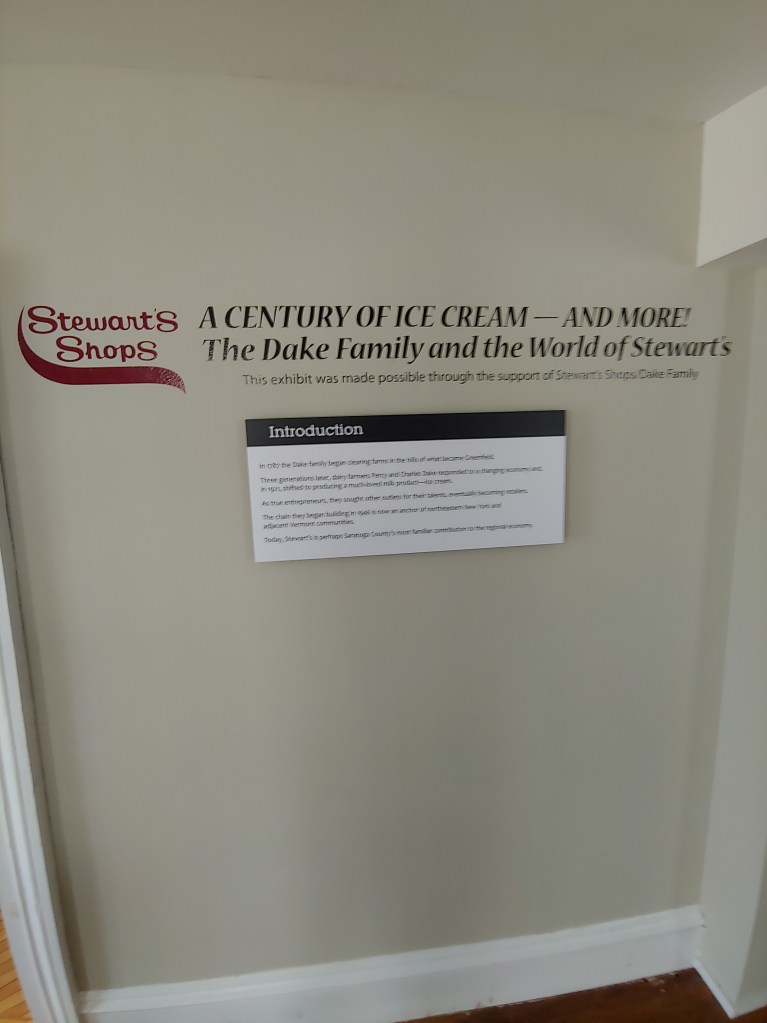 Stewart's
Shops
A CENTURY OF ICE CREAM — AND MORE!
The Dake Family and the World of Stewart's
This exhibit was made possible through the support of Stewart's Shops/Dake Family
Introduction
In 1787 the Dake family began clearing farms in the hills of what became Greenfield.
Three generations later, dairy farmers Percy and Charles Dake responded to a changing economy and,
in 1921, shifted to producing a much-loved milk product—ice cream.
As true entrepreneurs, they sought other outlets for their talents, eventually becoming retailers.
The chain they began building in 1946 is now an anchor of northeastern New York and
adjacent Vermont communities.
Today, Stewart's is perhaps Saratoga County's most familiar contribution to the regional economy.